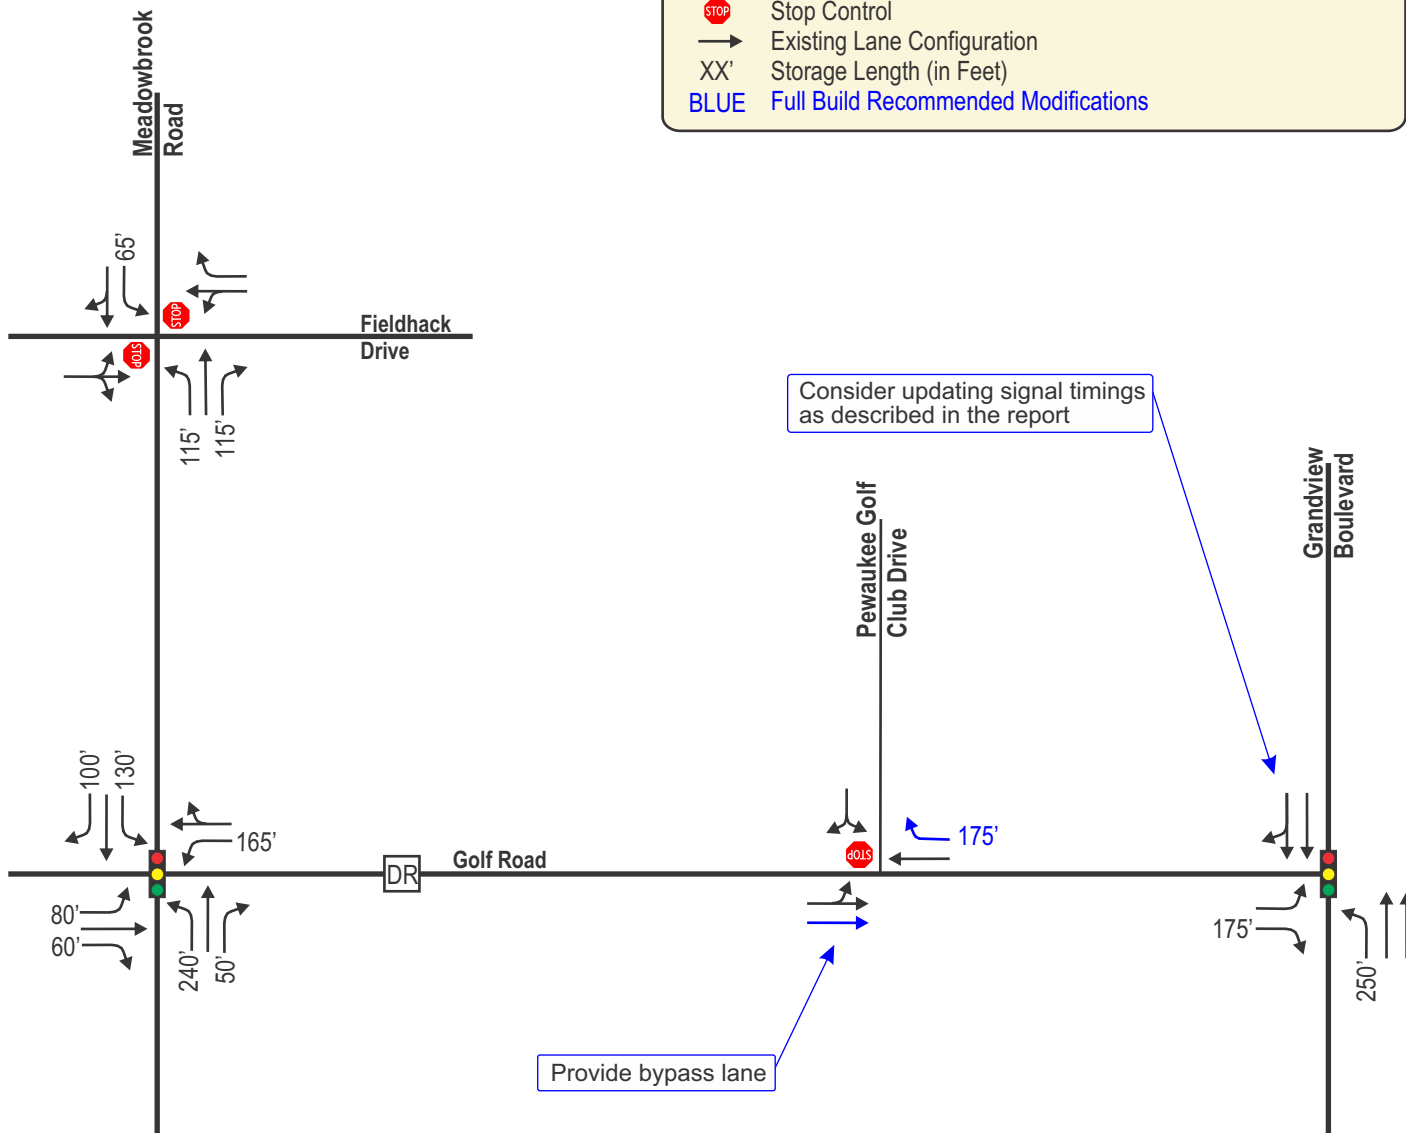 STOP Stop Control
Existing Lane Configuration
XX' Storage Length (in Feet)
BLUE Full Build Recommended Modifications
Meadowbrook
Road
65'
STOP
Fieldhack
Drive
STOP
115'
115'
Consider updating signal timings
as described in the report
Grandview
Boulevard
Pewaukee Golf
Club Drive
100'
130'
165'
Golf Road
DR
STOP
175'
80'
60'
240'
50'
175'
250'
Provide bypass lane